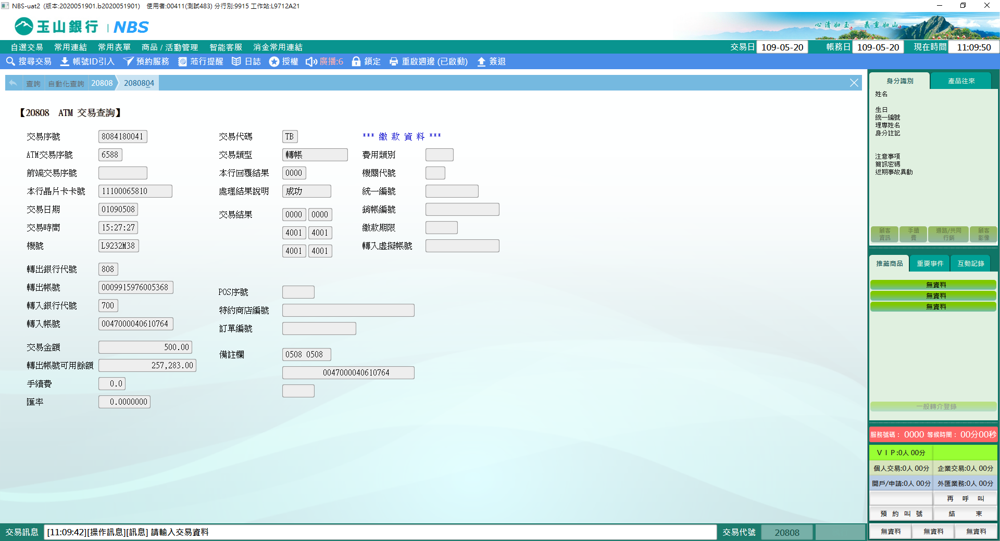 NBS-uat2 (版本:2020051901.b2020051901) 使用者:00411(測試483) 分行別:9915 工作站:L9712A21
玉山銀行 | NBS
心清如玉。義重如山。
自選交易 常用連結 常用表單 商品 / 活動管理 智能客服 消金常用連結 交易日 109-05-20 帳務日 109-05-20 現在時間 11:09:50
搜尋交易 帳號ID引入 預約服務 蒞行提醒 日誌 授權 廣播:6 鎖定 重啟週邊 (已啟動) 簽退
查詢 自動化查詢 20808 2080804
【20808 ATM 交易查詢】
交易序號 8084180041 交易代碼 TB *** 繳 款 資 料 ***
ATM交易序號 6588 交易類型 轉帳 費用類別
前端交易序號 本行回覆結果 0000 機關代號
本行晶片卡卡號 11100065810 處理結果說明 成功 統一編號
交易日期 01090508 交易結果 0000 0000 銷帳編號
交易時間 15:27:27 4001 4001 繳款期限
機號 L9232M38 4001 4001 轉入虛擬帳號
轉出銀行代號 808
轉出帳號 0009915976005368 POS序號
轉入銀行代號 700 特約商店編號
轉入帳號 0047000040610764 訂單編號
交易金額 500.00 備註欄 0508 0508
轉出帳號可用餘額 257,283.00 0047000040610764
手續費 0.0
匯率 0.0000000
身分識別 產品往來
姓名
生日
統一編號
理專姓名
身分註記
注意事項
簡訊密碼
近期事故異動
顧客資訊 手續費 通路/共同行銷 顧客影像
推薦商品 重要事件 互動記錄
無資料
無資料
無資料
一般轉介登錄
服務號碼: 0000 等候時間: 00分00秒
VIP:0人 00分
個人交易:0人 00分 企業交易:0人 00分
開戶/申請:0人 00分 外匯業務:0人 00分
再 呼 叫
預 約 叫 號 結 束
無資料 無資料 無資料
交易訊息 [11:09:42][操作訊息][訊息] 請輸入交易資料 交易代號 20808